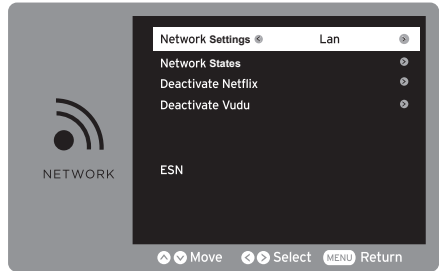 Network Settings Lan
Network States
Deactivate Netflix
Deactivate Vudu
NETWORK
ESN
Move Select MENU Return